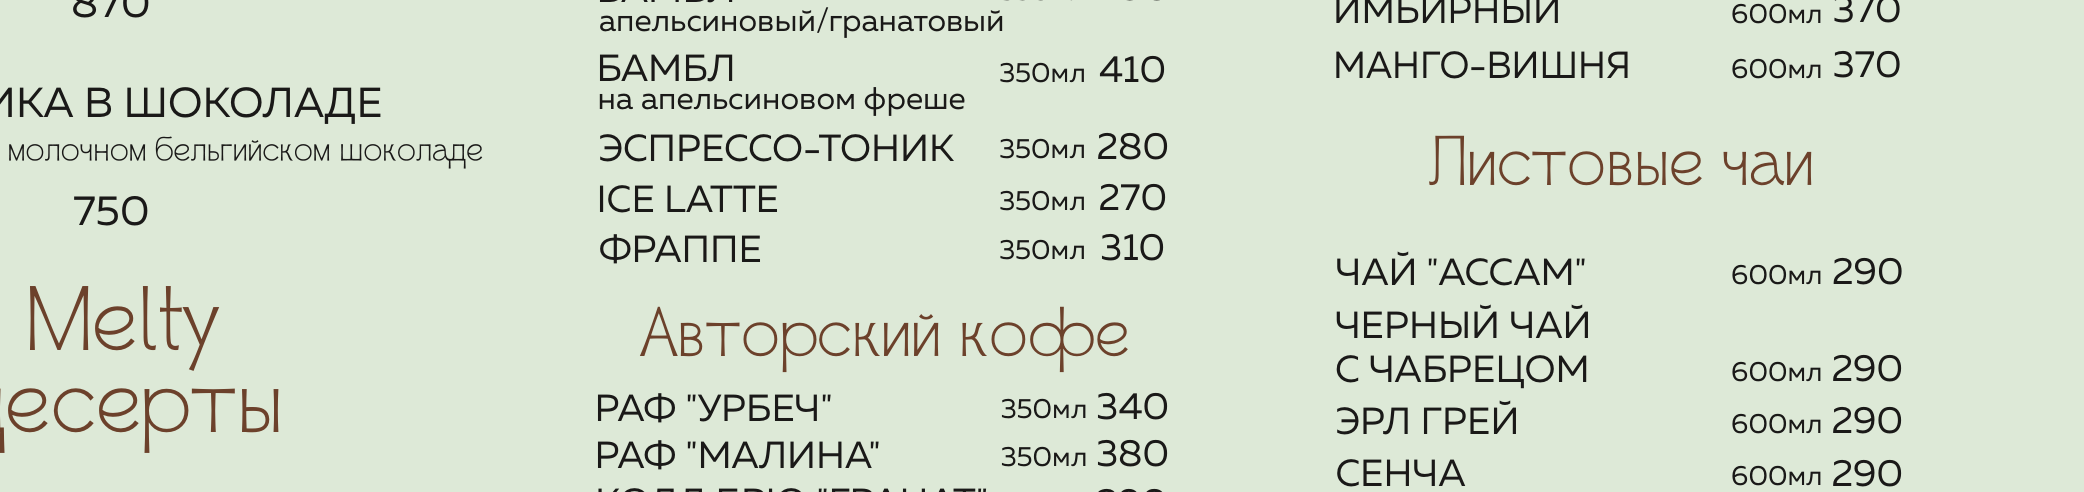 870
В ШОКОЛАДЕ
молочном бельгийском шоколаде
750
Melty
десерты
БАМБЛ
апельсиновый/гранатовый
БАМБЛ 350мл 410
на апельсиновом фреше
ЭСПРЕССО-ТОНИК 350мл 280
ICE LATTE 350мл 270
ФРАППЕ 350мл 310
Авторский кофе
РАФ "УРБЕЧ" 350мл 340
РАФ "МАЛИНА" 350мл 380
ИМБИРНЫЙ 600мл 370
МАНГО-ВИШНЯ 600мл 370
Листовые чаи
ЧАЙ "АССАМ" 600мл 290
ЧЕРНЫЙ ЧАЙ
С ЧАБРЕЦОМ 600мл 290
ЭРЛ ГРЕЙ 600мл 290
СЕНЧА 600мл 290